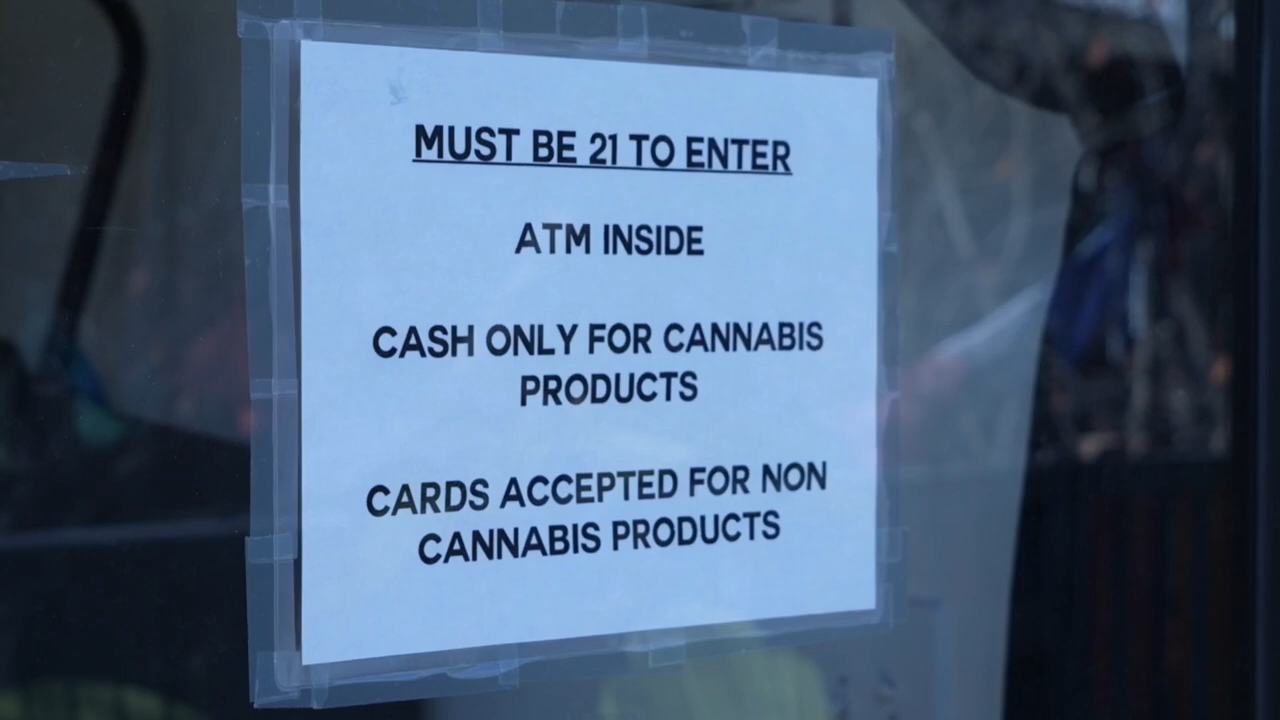 MUST BE 21 TO ENTER
ATM INSIDE
CASH ONLY FOR CANNABIS
PRODUCTS
CARDS ACCEPTED FOR NON
CANNABIS PRODUCTS